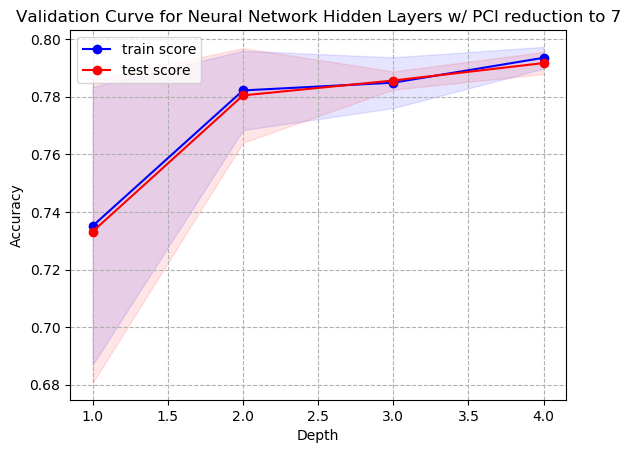 Validation Curve for Neural Network Hidden Layers w/ PCI reduction to 7
train score
test score
0.80
0.78
0.76
0.74
0.72
0.70
0.68
Accuracy
1.0 1.5 2.0 2.5 3.0 3.5 4.0
Depth